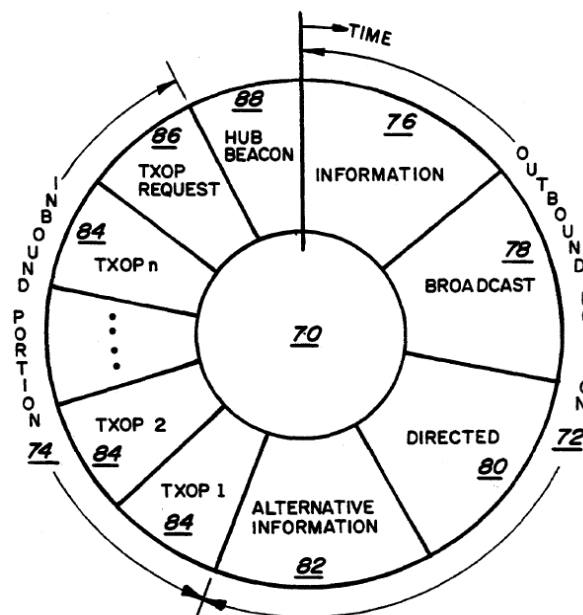 TIME
88
HUB
BEACON
76
INFORMATION
86
TXOP
REQUEST
78
BROADCAST
84
TXOP n
70
DIRECTED
80
TXOP 2
84
TXOP 1
84
ALTERNATIVE
INFORMATION
82
INBOUND PORTION
74
OUTBOUND
72